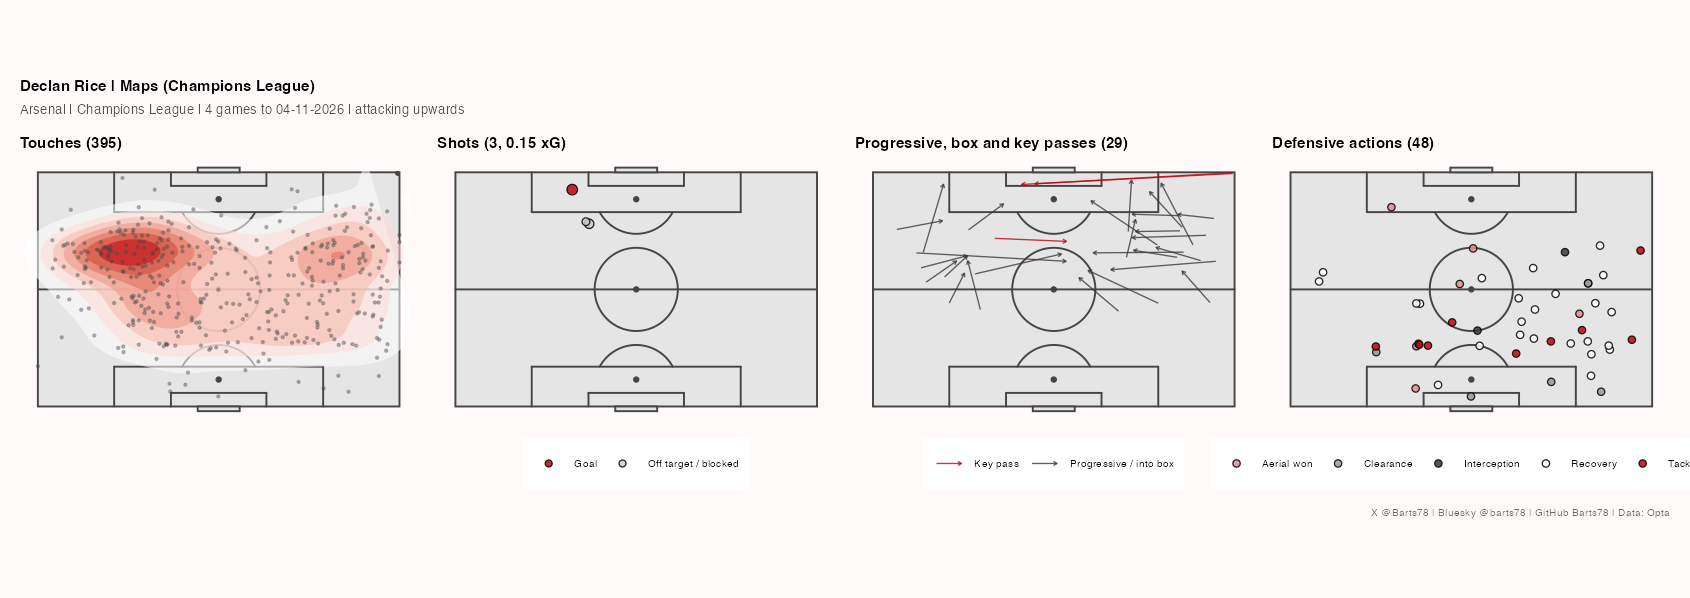 Declan Rice | Maps (Champions League)
Arsenal | Champions League | 4 games to 04-11-2026 | attacking upwards
Touches (395)
Shots (3, 0.15 xG)
Progressive, box and key passes (29)
Defensive actions (48)
Goal
Off target / blocked
Key pass
Progressive / into box
Aerial won
Clearance
Interception
Recovery
Tack
X @Barts78 | Bluesky @barts78 | GitHub Barts78 | Data: Opta